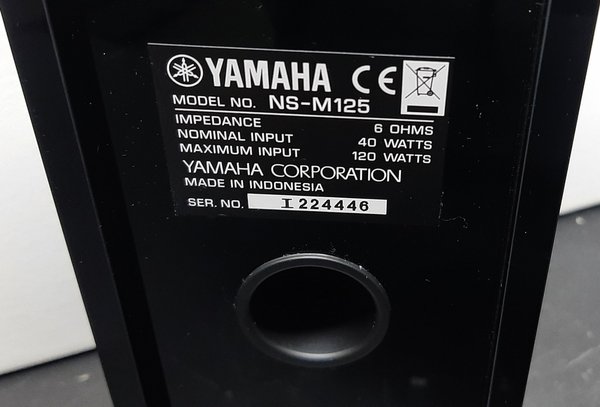 YAMAHA CE
MODEL NO. NS-M125
IMPEDANCE 6 OHMS
NOMINAL INPUT 40 WATTS
MAXIMUM INPUT 120 WATTS
YAMAHA CORPORATION
MADE IN INDONESIA
SER. NO. I 224446